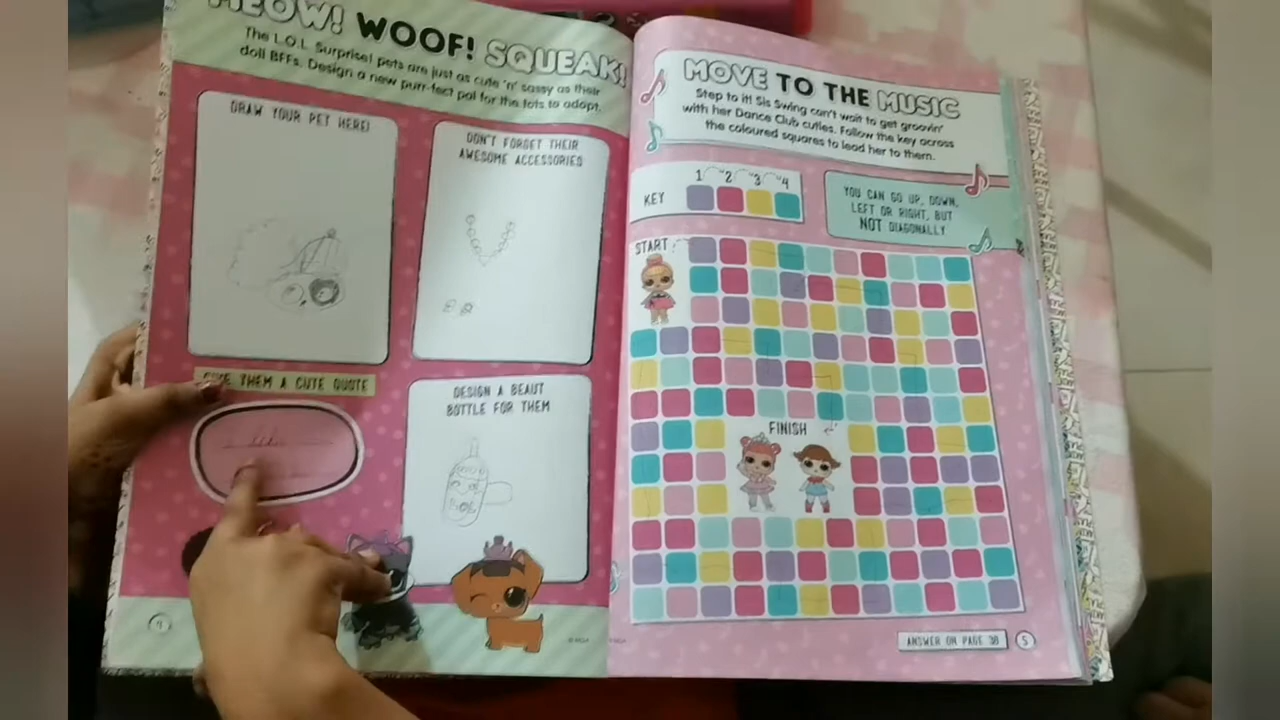 MEOW! WOOF! SQUEAK!
The L.O.L. Surprise! pets are just as cute 'n' sassy as their
doll BFFs. Design a new purr-fect pal for the tots to adopt.
DRAW YOUR PET HERE!
DON'T FORGET THEIR
AWESOME ACCESSORIES
GIVE THEM A CUTE QUOTE
DESIGN A BEAUT
BOTTLE FOR THEM
MOVE TO THE MUSIC
Step to it! Sis Swing can't wait to get groovin'
with her Dance Club cuties. Follow the key across
the coloured squares to lead her to them.
KEY
1 2 3 4
YOU CAN GO UP, DOWN,
LEFT OR RIGHT, BUT
NOT DIAGONALLY
START
FINISH
ANSWER ON PAGE 38
5